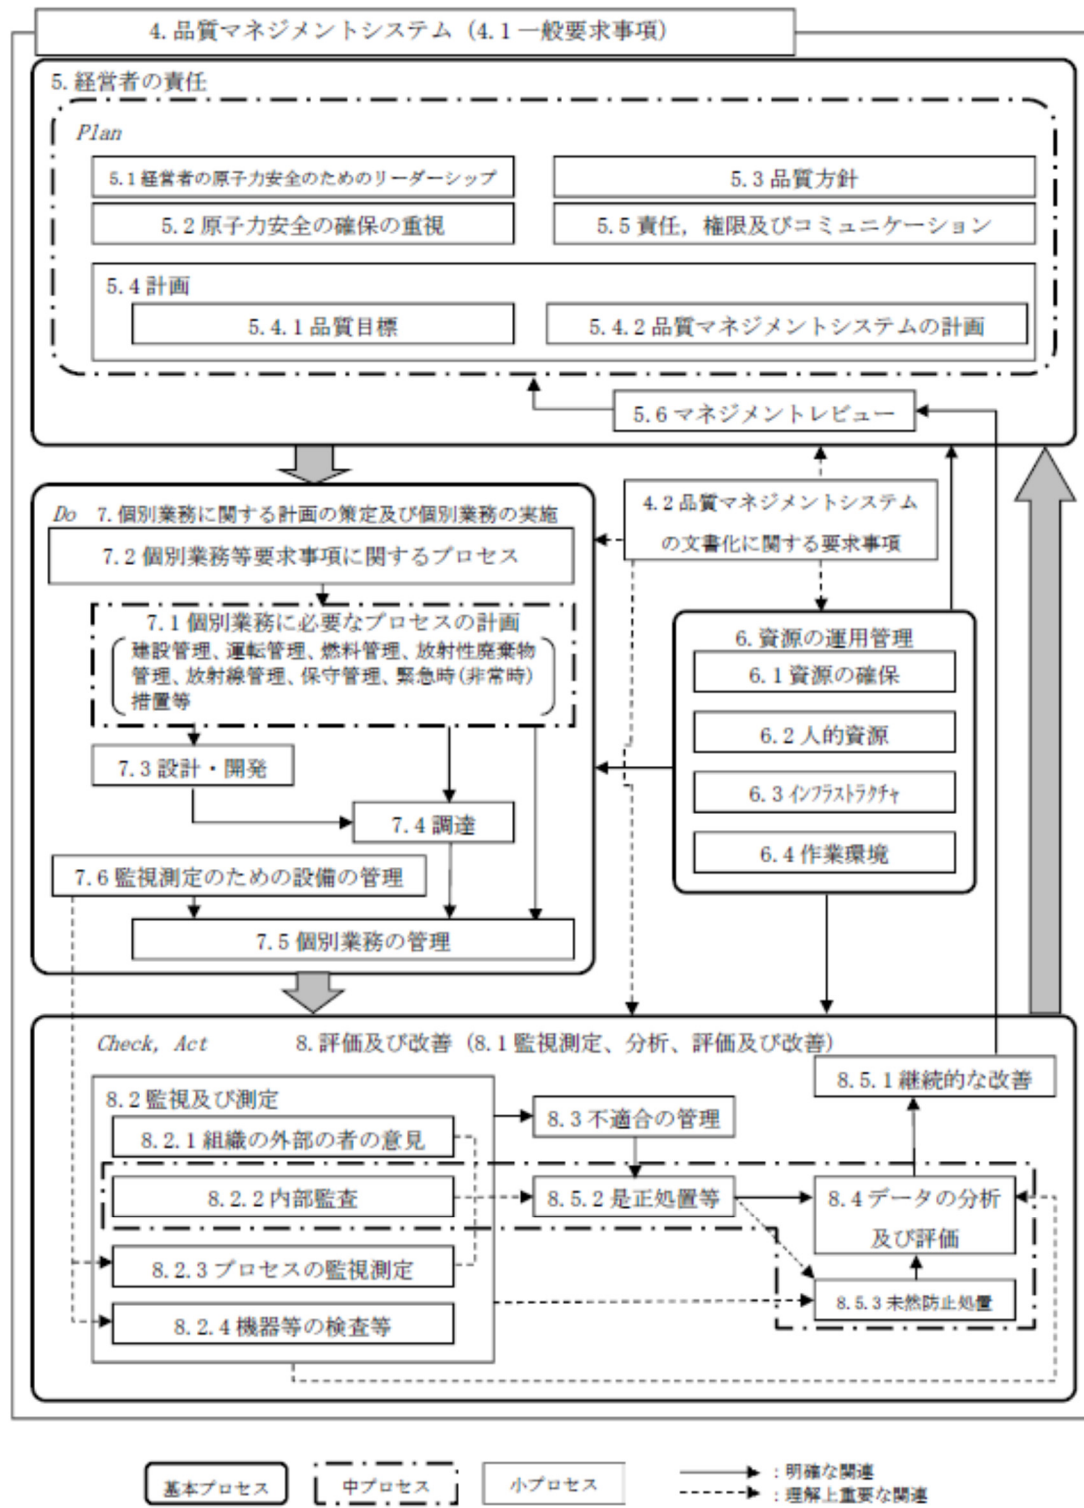 4.品質マネジメントシステム（4.1一般要求事項）
5.経営者の責任
Plan
5.1経営者の原子力安全のためのリーダーシップ
5.3品質方針
5.2原子力安全の確保の重視
5.5責任，権限及びコミュニケーション
5.4計画
5.4.1品質目標
5.4.2品質マネジメントシステムの計画
5.6マネジメントレビュー
4.2品質マネジメントシステム
の文書化に関する要求事項
Do 7.個別業務に関する計画の策定及び個別業務の実施
7.2個別業務等要求事項に関するプロセス
7.1個別業務に必要なプロセスの計画
建設管理、運転管理、燃料管理、放射性廃棄物
管理、放射線管理、保守管理、緊急時(非常時)
措置等
7.3設計・開発
7.4調達
7.6監視測定のための設備の管理
7.5個別業務の管理
6.資源の運用管理
6.1資源の確保
6.2人的資源
6.3ｲﾝﾌﾗｽﾄﾗｸﾁｬ
6.4作業環境
Check, Act 8.評価及び改善（8.1監視測定、分析、評価及び改善）
8.5.1継続的な改善
8.2監視及び測定
8.3不適合の管理
8.2.1組織の外部の者の意見
8.2.2内部監査
8.5.2是正処置等
8.4データの分析
及び評価
8.2.3プロセスの監視測定
8.5.3未然防止処置
8.2.4機器等の検査等
基本プロセス
中プロセス
小プロセス
：明確な関連
：理解上重要な関連